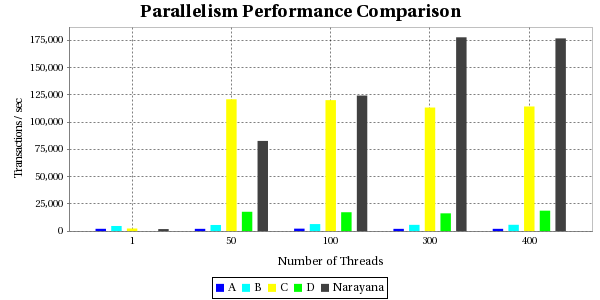 Parallelism Performance Comparison
175,000
150,000
125,000
100,000
75,000
50,000
25,000
0
Transactions / sec
1 50 100 300 400
Number of Threads
A B C D Narayana